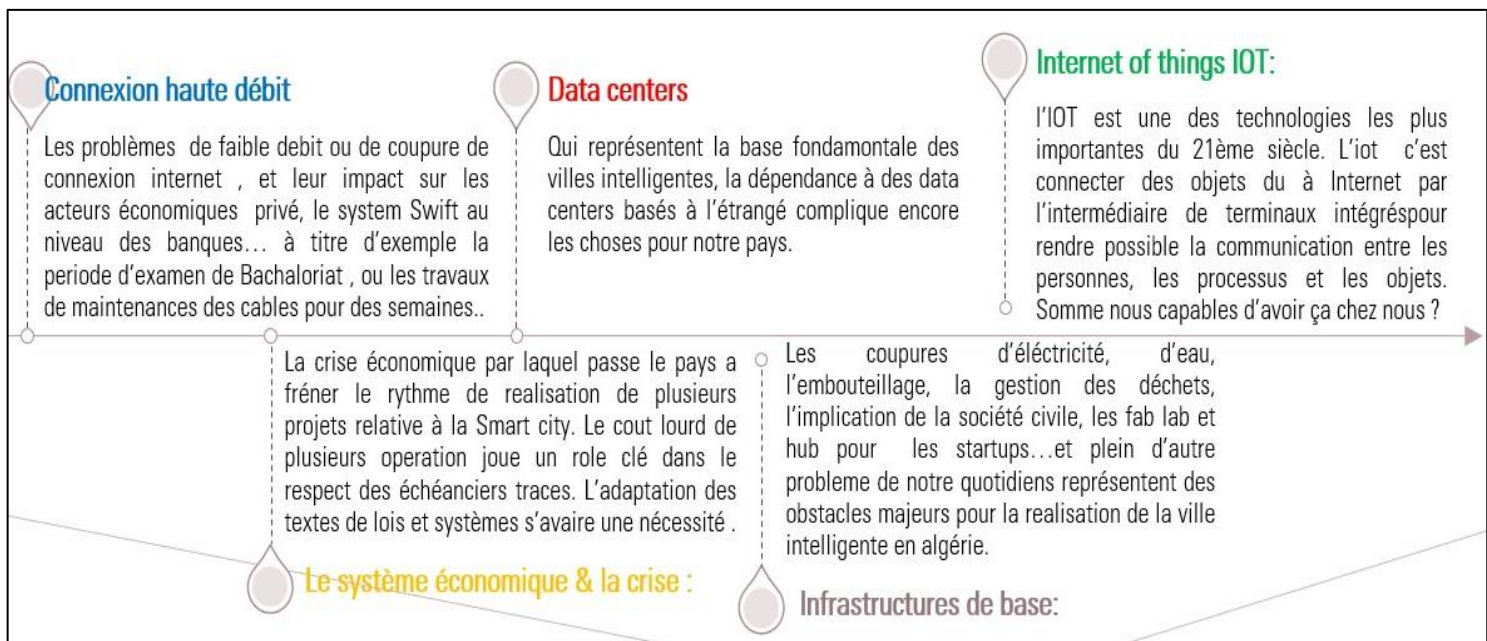 Connexion haute débit
Les problèmes de faible debit ou de coupure de
connexion internet , et leur impact sur les
acteurs économiques privé, le system Swift au
niveau des banques... à titre d'exemple la
periode d'examen de Bachaloriat , ou les travaux
de maintenances des cables pour des semaines..
La crise économique par laquel passe le pays a
fréner le rythme de realisation de plusieurs
projets relative à la Smart city. Le cout lourd de
plusieurs operation joue un role clé dans le
respect des échéanciers traces. L'adaptation des
textes de lois et systèmes s'avaire une nécessité .
Le système économique & la crise :
Data centers
Qui représentent la base fondamontale des
villes intelligentes, la dépendance à des data
centers basés à l'étrangé complique encore
les choses pour notre pays.
Les coupures d'éléctricité, d'eau,
l'embouteillage, la gestion des déchets,
l'implication de la société civile, les fab lab et
hub pour les startups...et plein d'autre
probleme de notre quotidiens représentent des
obstacles majeurs pour la realisation de la ville
intelligente en algérie.
Infrastructures de base:
Internet of things IOT:
l'IOT est une des technologies les plus
importantes du 21ème siècle. L'iot c'est
connecter des objets du à Internet par
l'intermédiaire de terminaux intégréspour
rendre possible la communication entre les
personnes, les processus et les objets.
Somme nous capables d'avoir ça chez nous ?